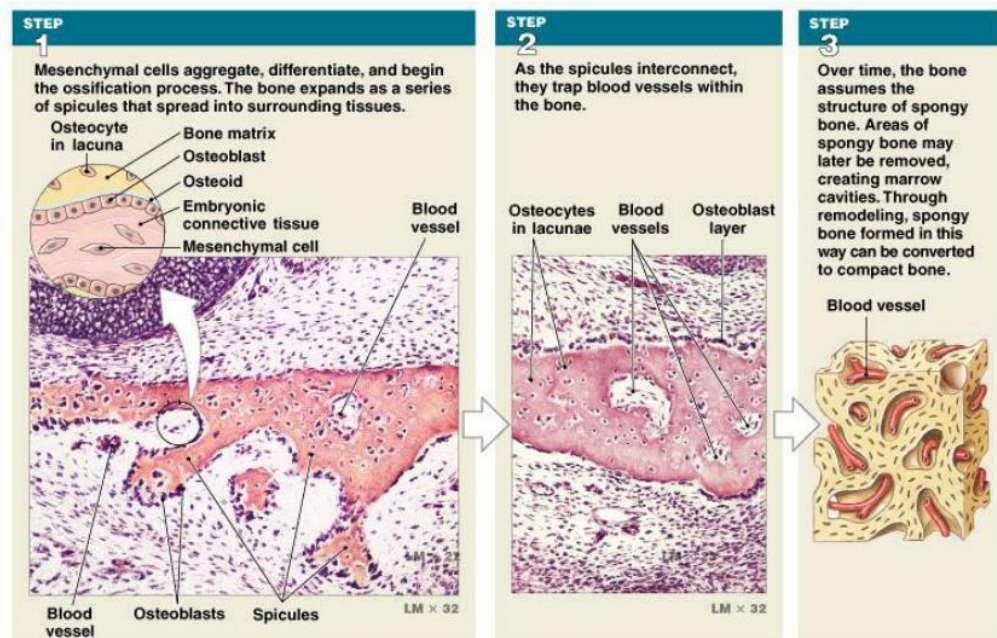 STEP
1
Mesenchymal cells aggregate, differentiate, and begin
the ossification process. The bone expands as a series
of spicules that spread into surrounding tissues.
Osteocyte
in lacuna
Bone matrix
Osteoblast
Osteoid
Embryonic
connective tissue
Mesenchymal cell
Blood
vessel
LM × 32
Blood
vessel
Osteoblasts
Spicules
LM × 32
STEP
2
As the spicules interconnect,
they trap blood vessels within
the bone.
Osteocytes
in lacunae
Blood
vessels
Osteoblast
layer
LM × 32
LM × 32
STEP
3
Over time, the bone
assumes the
structure of spongy
bone. Areas of
spongy bone may
later be removed,
creating marrow
cavities. Through
remodeling, spongy
bone formed in this
way can be converted
to compact bone.
Blood vessel